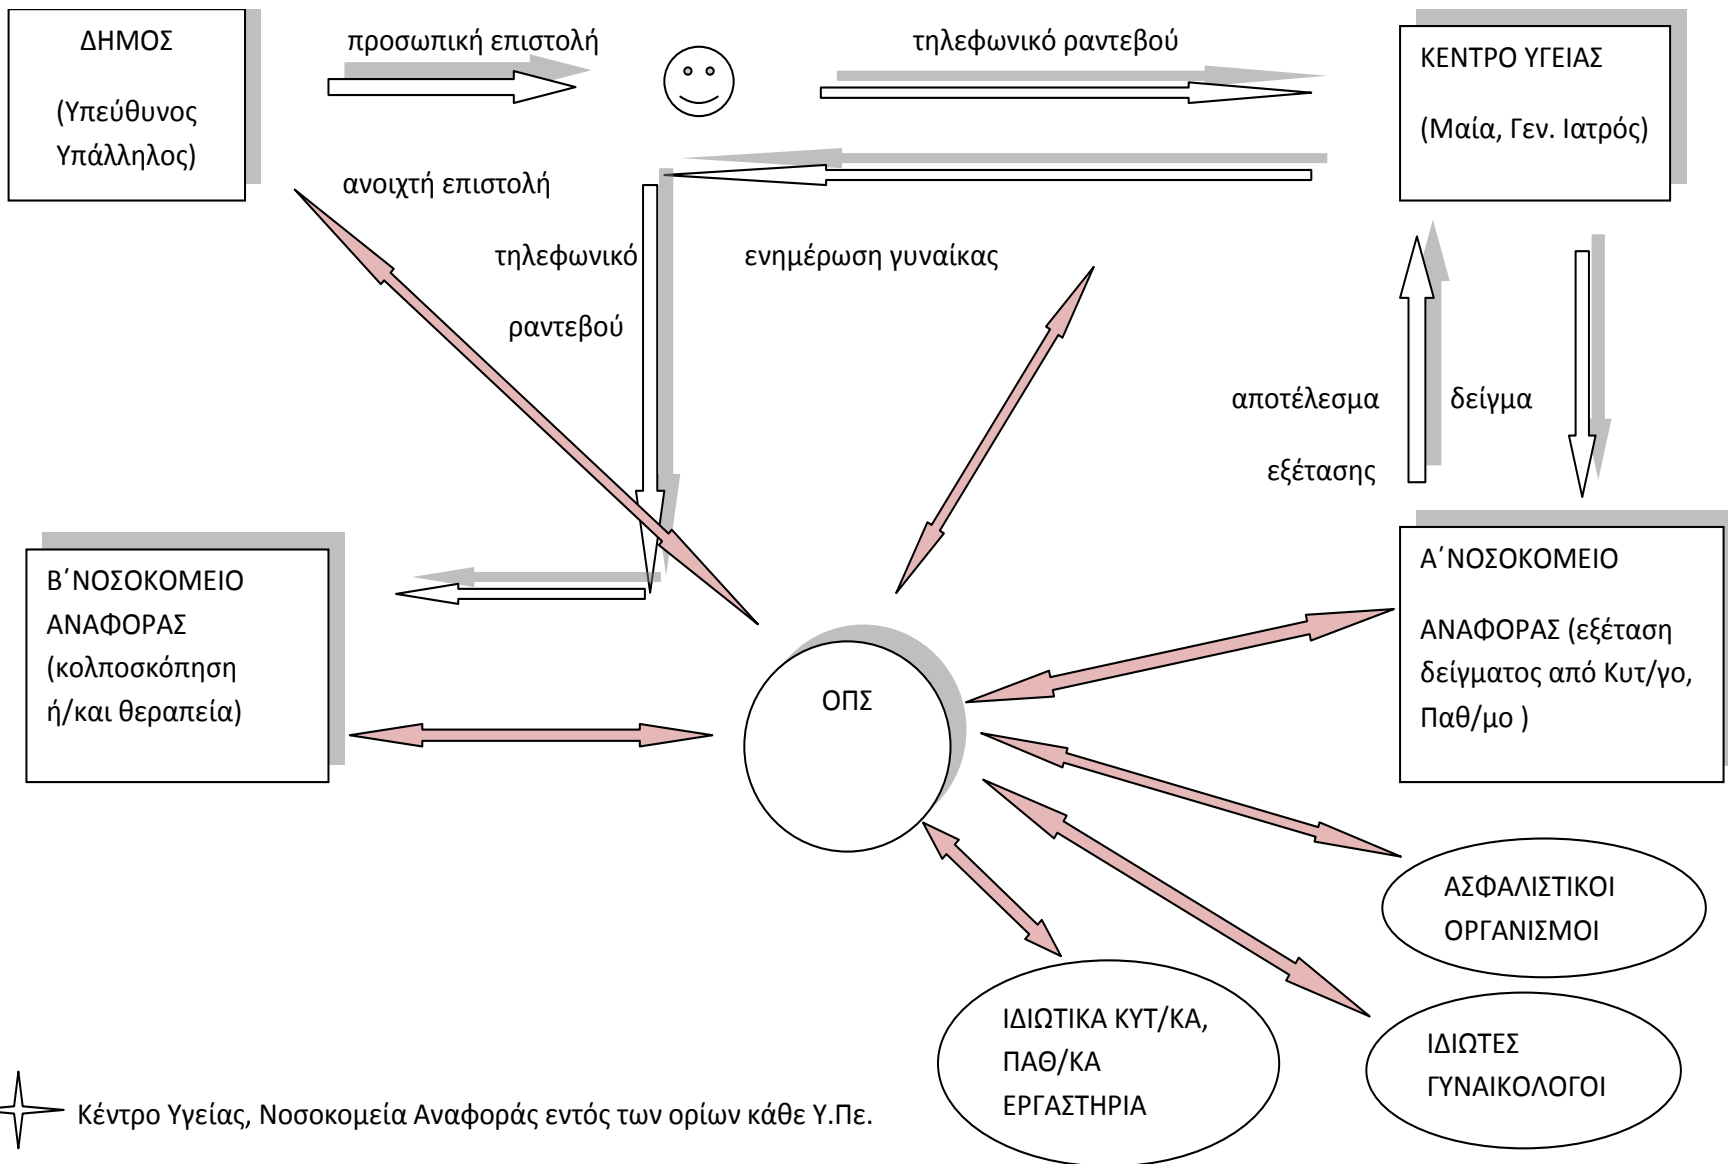 ΔΗΜΟΣ
(Υπεύθυνος
Υπάλληλος)
προσωπική επιστολή
τηλεφωνικό ραντεβού
ΚΕΝΤΡΟ ΥΓΕΙΑΣ
(Μαία, Γεν. Ιατρός)
ανοιχτή επιστολή
τηλεφωνικό
ραντεβού
ενημέρωση γυναίκας
αποτέλεσμα
εξέτασης
δείγμα
Β΄ΝΟΣΟΚΟΜΕΙΟ
ΑΝΑΦΟΡΑΣ
(κολποσκόπηση
ή/και θεραπεία)
ΟΠΣ
Α΄ΝΟΣΟΚΟΜΕΙΟ
ΑΝΑΦΟΡΑΣ (εξέταση
δείγματος από Κυτ/γο,
Παθ/μο )
ΑΣΦΑΛΙΣΤΙΚΟΙ
ΟΡΓΑΝΙΣΜΟΙ
ΙΔΙΩΤΙΚΑ ΚΥΤ/ΚΑ,
ΠΑΘ/ΚΑ
ΕΡΓΑΣΤΗΡΙΑ
ΙΔΙΩΤΕΣ
ΓΥΝΑΙΚΟΛΟΓΟΙ
Κέντρο Υγείας, Νοσοκομεία Αναφοράς εντός των ορίων κάθε Υ.Πε.